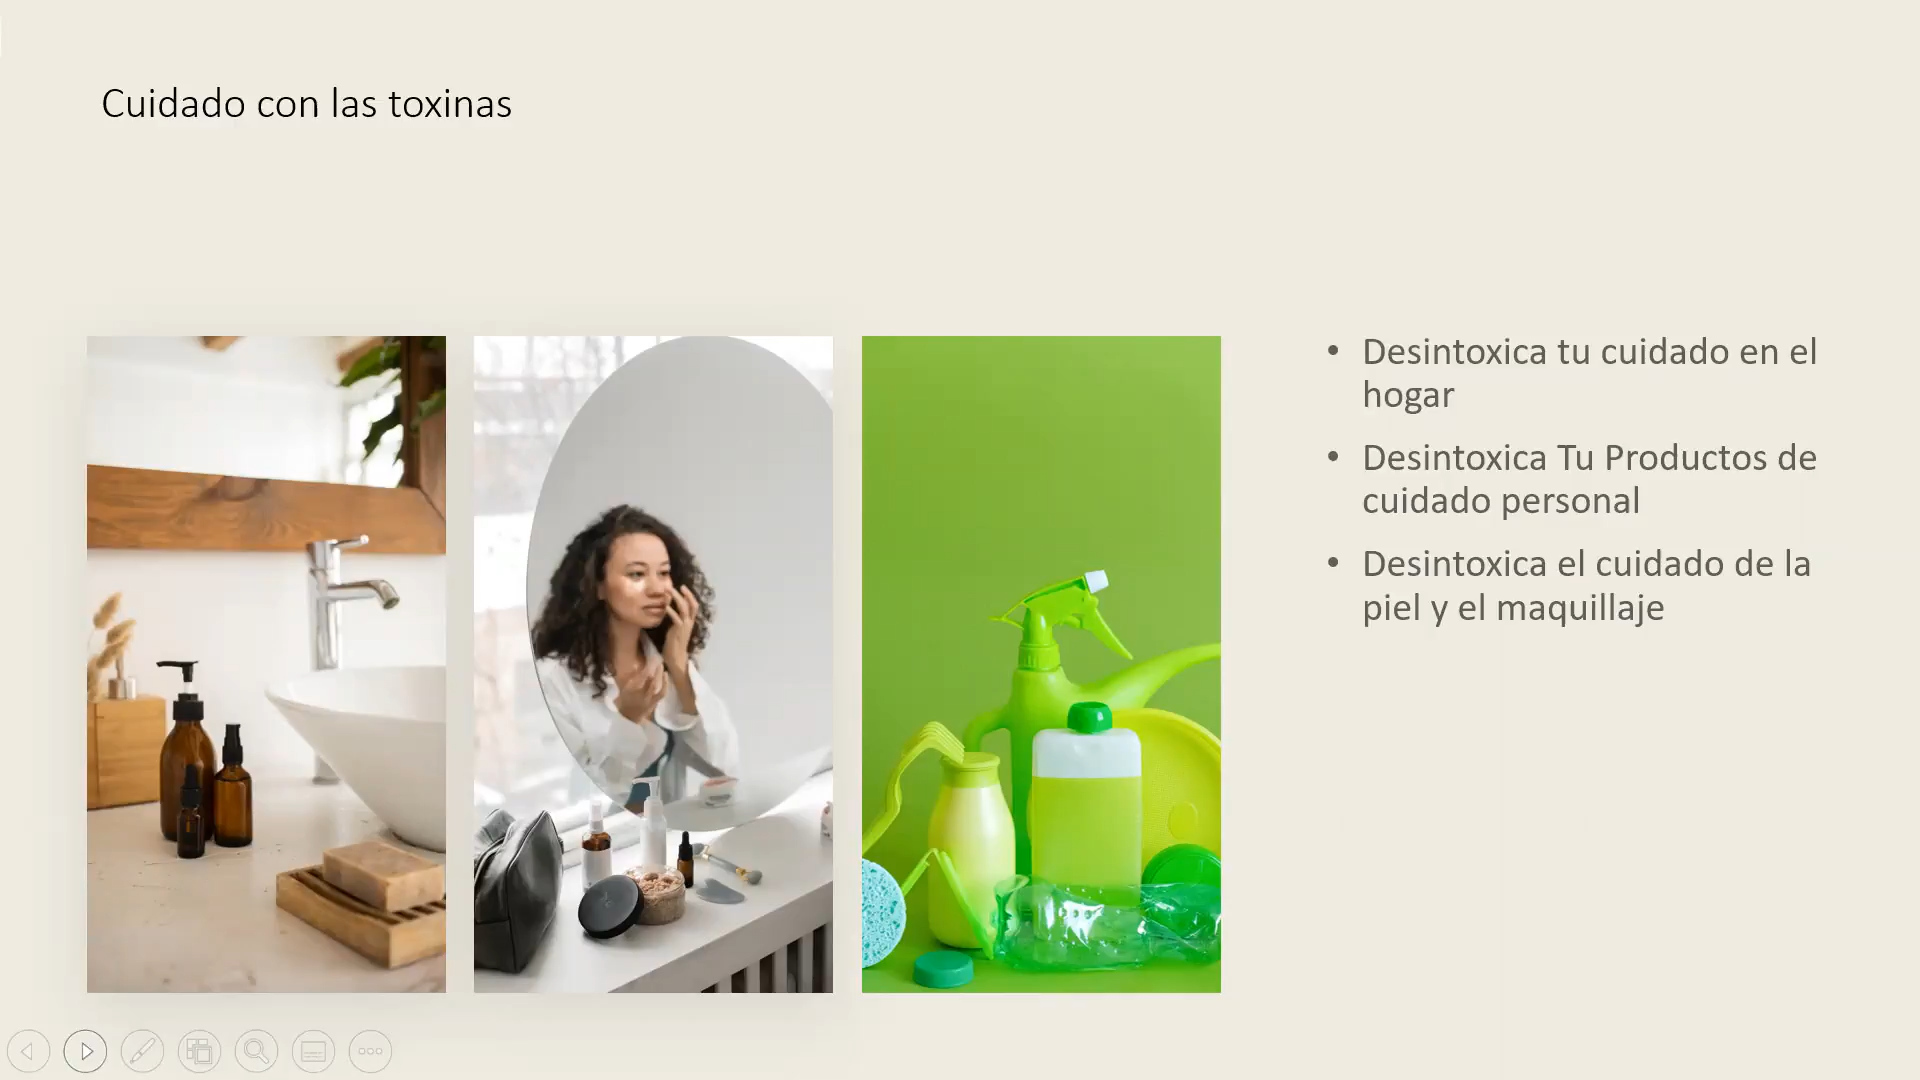 Cuidado con las toxinas
• Desintoxica tu cuidado en el
hogar
• Desintoxica Tu Productos de
cuidado personal
• Desintoxica el cuidado de la
piel y el maquillaje